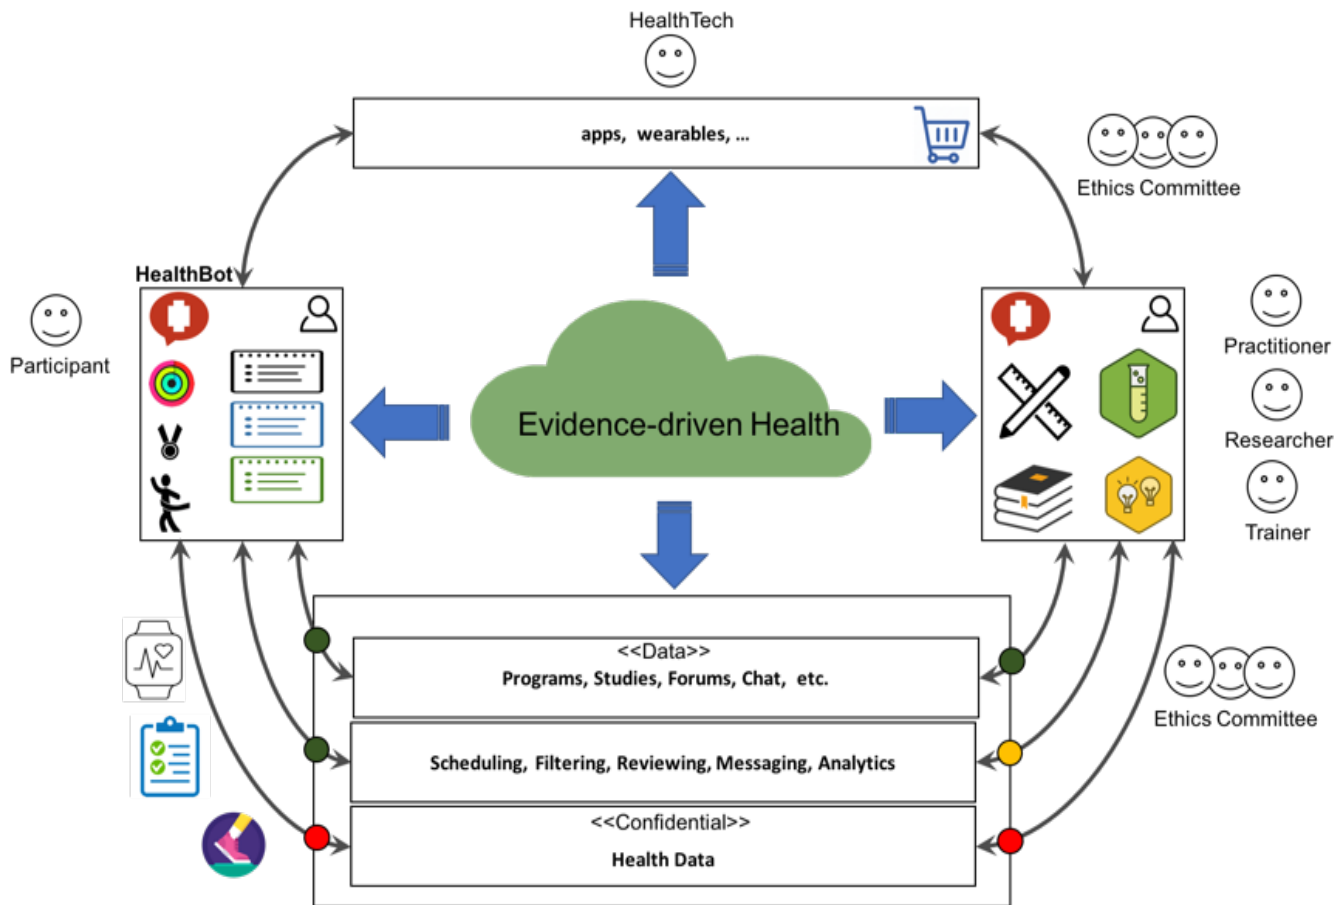 HealthTech
apps, wearables, ...
Ethics Committee
HealthBot
Participant
Practitioner
Evidence-driven Health
Researcher
Trainer
<<Data>>
Programs, Studies, Forums, Chat, etc.
Ethics Committee
Scheduling, Filtering, Reviewing, Messaging, Analytics
<<Confidential>>
Health Data